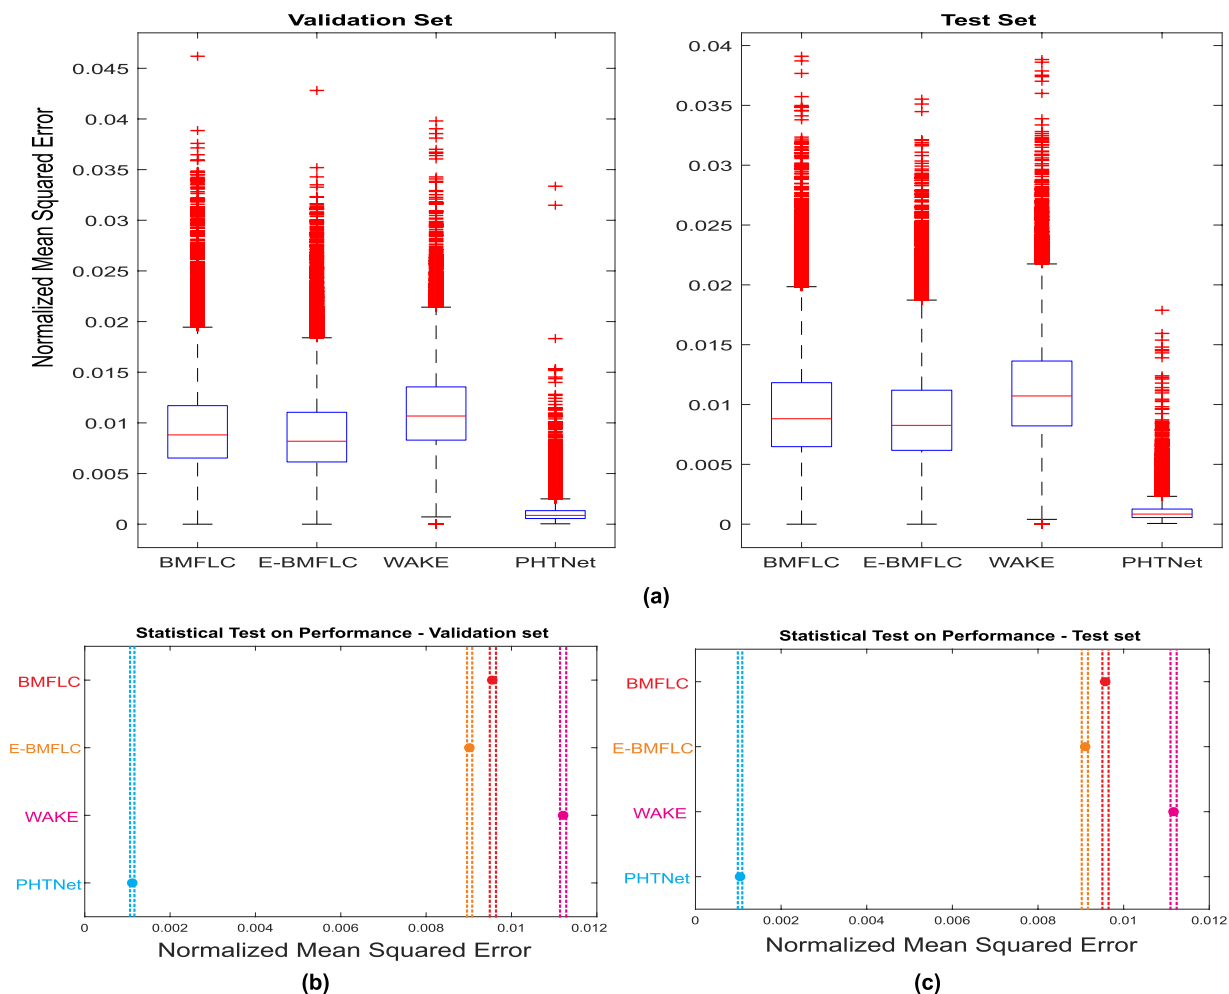 Validation Set
Normalized Mean Squared Error
0.045
0.04
0.035
0.03
0.025
0.02
0.015
0.01
0.005
0
BMFLC E-BMFLC WAKE PHTNet
Test Set
0.04
0.035
0.03
0.025
0.02
0.015
0.01
0.005
0
BMFLC E-BMFLC WAKE PHTNet
(a)
Statistical Test on Performance - Validation set
BMFLC
E-BMFLC
WAKE
PHTNet
0 0.002 0.004 0.006 0.008 0.01 0.012
Normalized Mean Squared Error
(b)
Statistical Test on Performance - Test set
BMFLC
E-BMFLC
WAKE
PHTNet
0 0.002 0.004 0.006 0.008 0.01 0.012
Normalized Mean Squared Error
(c)